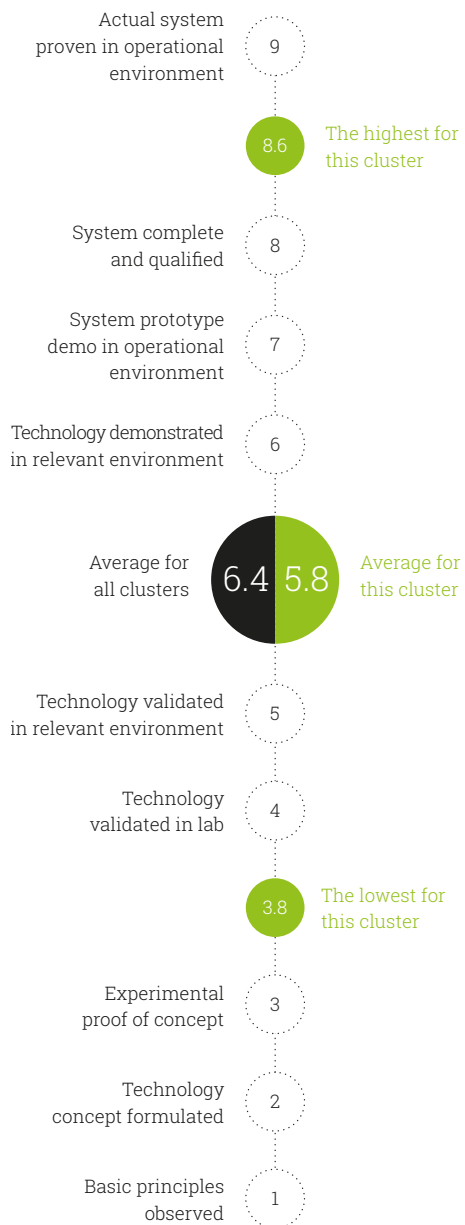 Actual system
proven in operational
environment
9
8.6
The highest for
this cluster
System complete
and qualified
8
System prototype
demo in operational
environment
7
Technology demonstrated
in relevant environment
6
Average for
all clusters
6.4
5.8
Average for
this cluster
Technology validated
in relevant environment
5
Technology
validated in lab
4
3.8
The lowest for
this cluster
Experimental
proof of concept
3
Technology
concept formulated
2
Basic principles
observed
1